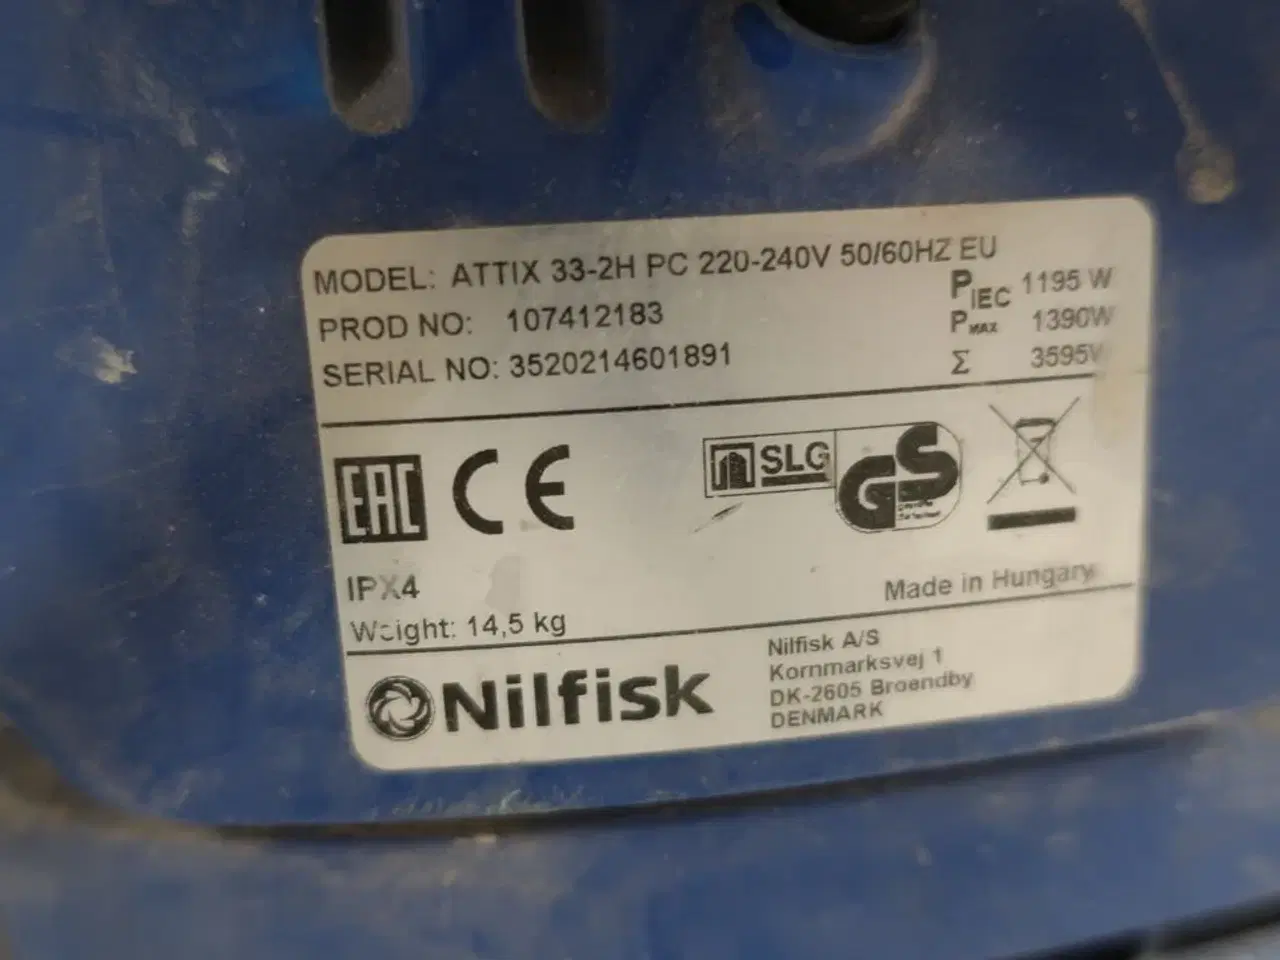 MODEL: ATTIX 33-2H PC 220-240V 50/60HZ EU
PROD NO: 107412183
SERIAL NO: 3520214601891
PIEC 1195 W
PMAX 1390W
Σ 3595W
EAC CE
SLG GS
IPX4
Made in Hungary
Weight: 14,5 kg
Nilfisk
Nilfisk A/S
Kornmarksvej 1
DK-2605 Broendby
DENMARK